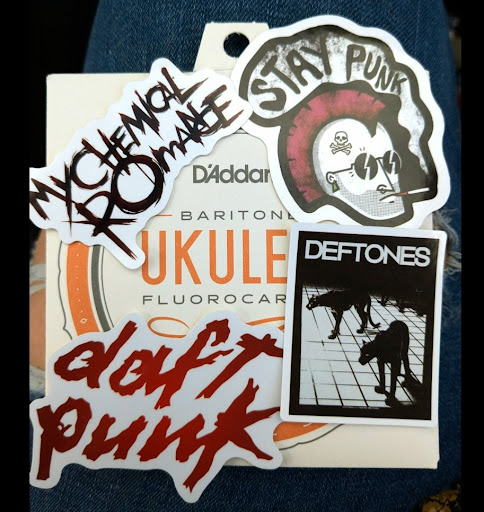 MY CHEMICAL
ROMANCE
STAY PUNK
D'Addar
BARITONE
UKULE
FLUOROCAR
DEFTONES
daft
punk